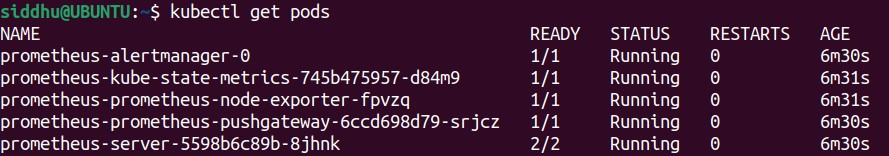 siddhu@UBUNTU:~$ kubectl get pods
NAME READY STATUS RESTARTS AGE
prometheus-alertmanager-0 1/1 Running 0 6m30s
prometheus-kube-state-metrics-745b475957-d84m9 1/1 Running 0 6m31s
prometheus-prometheus-node-exporter-fpvzq 1/1 Running 0 6m31s
prometheus-prometheus-pushgateway-6ccd698d79-srjcz 1/1 Running 0 6m30s
prometheus-server-5598b6c89b-8jhnk 2/2 Running 0 6m30s